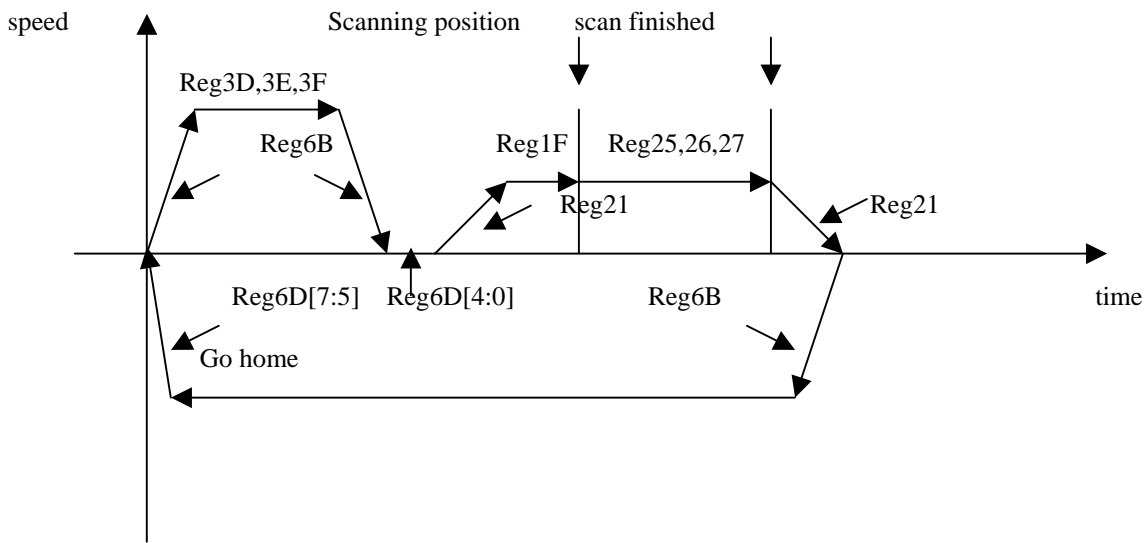 speed Scanning position scan finished
Reg3D,3E,3F
Reg6B Reg1F Reg25,26,27
Reg21 Reg21
Reg6D[7:5] Reg6D[4:0] Reg6B time
Go home